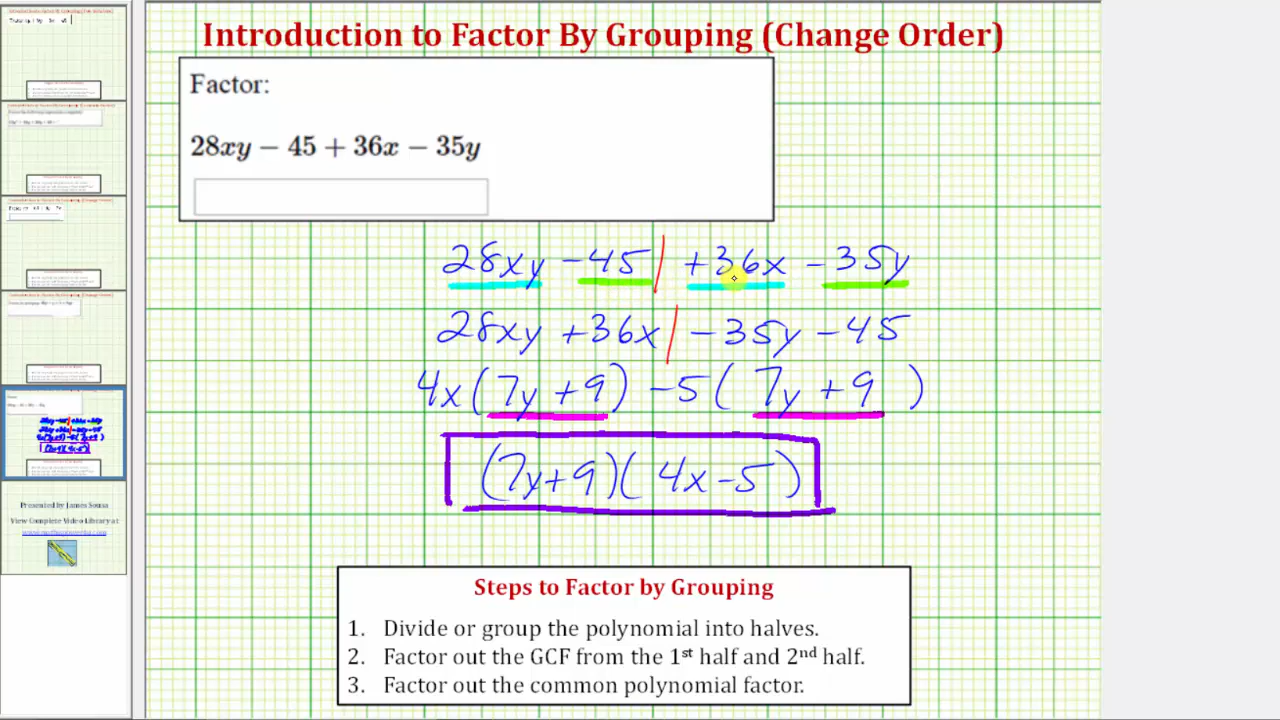 Introduction to Factor By Grouping (Change Order)
Factor:
28xy − 45 + 36x − 35y
28xy − 45 | + 36x − 35y
28xy + 36x | − 35y − 45
4x ( 7y + 9 ) − 5 ( 7y + 9 )
(7y + 9)( 4x − 5 )
Steps to Factor by Grouping
1. Divide or group the polynomial into halves.
2. Factor out the GCF from the 1st half and 2nd half.
3. Factor out the common polynomial factor.
Presented by James Sousa
View Complete Video Library at